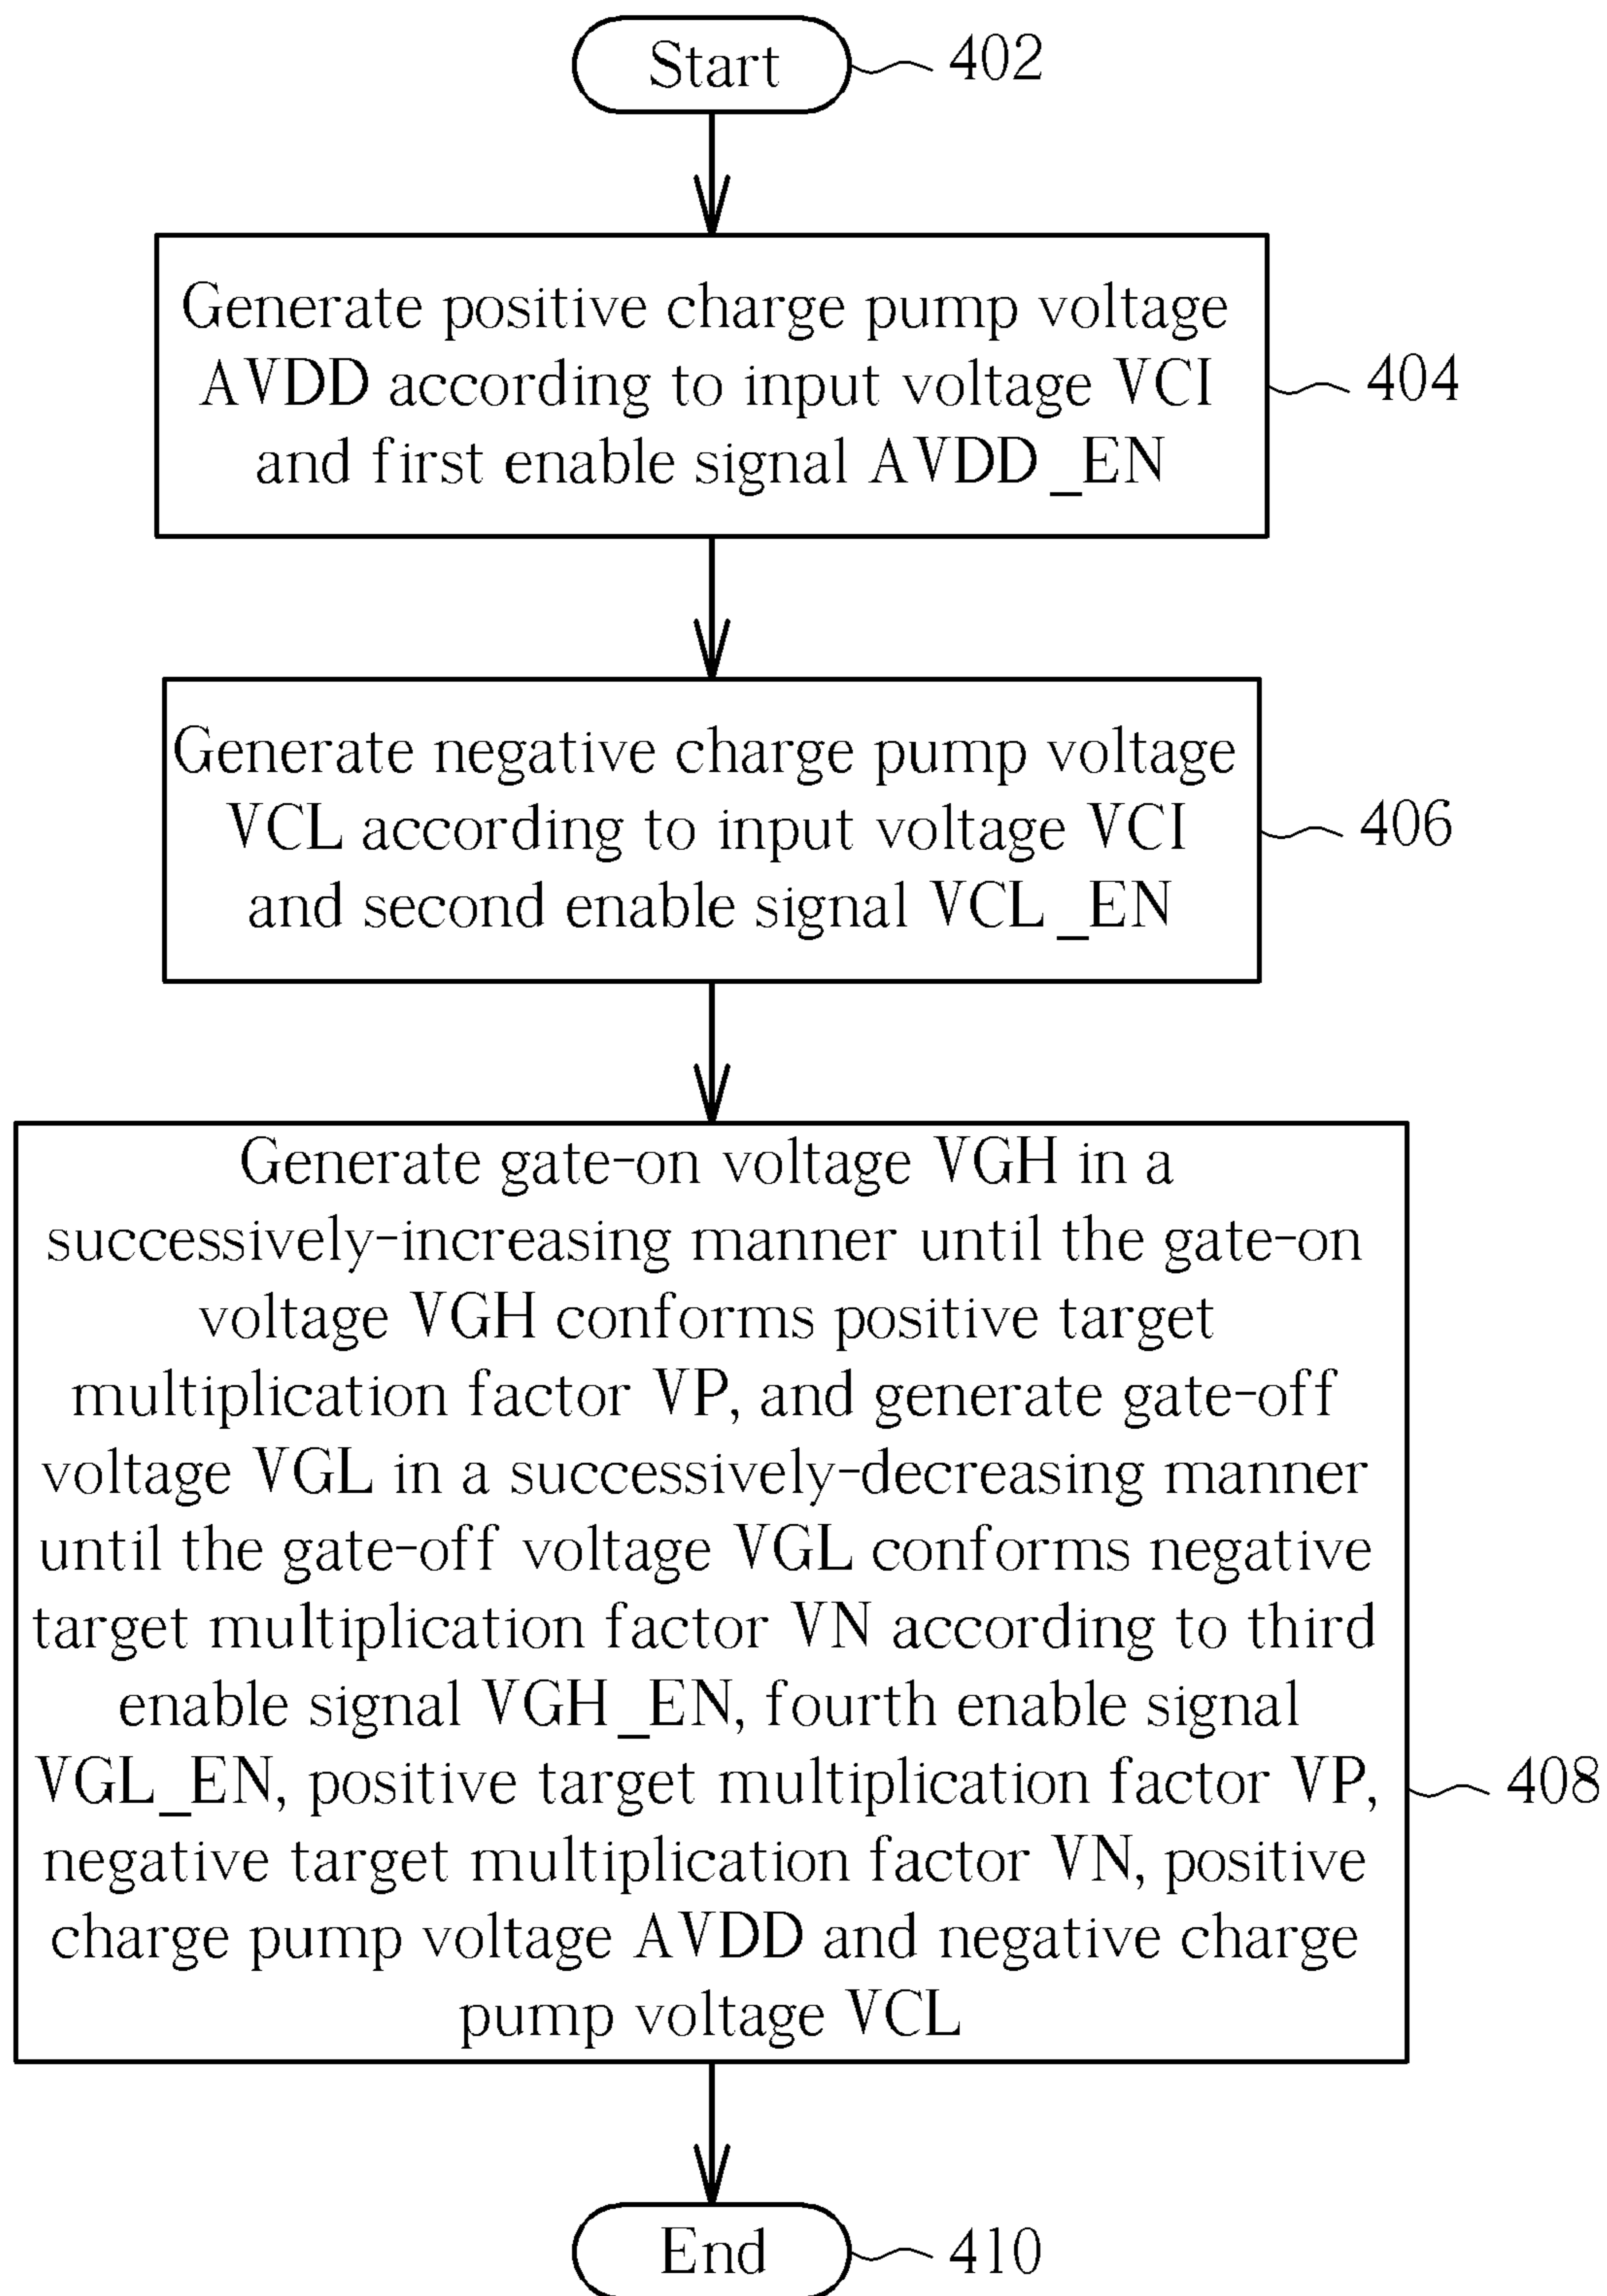 Start
402
Generate positive charge pump voltage
AVDD according to input voltage VCI
and first enable signal AVDD_EN
404
Generate negative charge pump voltage
VCL according to input voltage VCI
and second enable signal VCL_EN
406
Generate gate-on voltage VGH in a
successively-increasing manner until the gate-on
voltage VGH conforms positive target
multiplication factor VP, and generate gate-off
voltage VGL in a successively-decreasing manner
until the gate-off voltage VGL conforms negative
target multiplication factor VN according to third
enable signal VGH_EN, fourth enable signal
VGL_EN, positive target multiplication factor VP,
negative target multiplication factor VN, positive
charge pump voltage AVDD and negative charge
pump voltage VCL
408
End
410